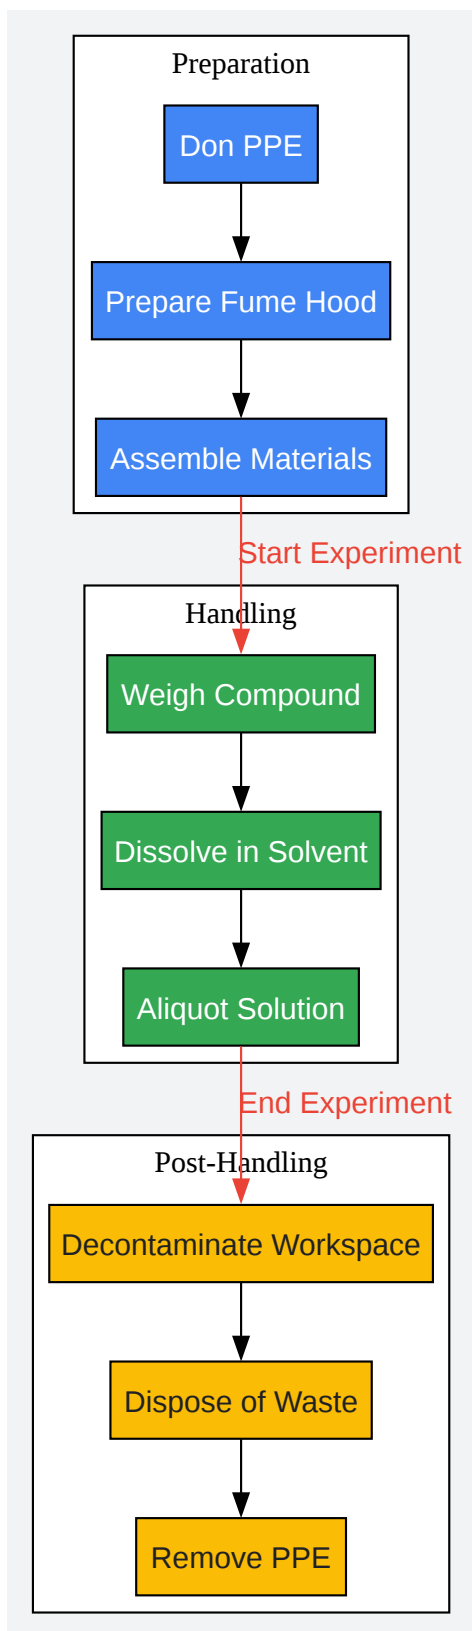 Preparation
Don PPE
Prepare Fume Hood
Assemble Materials
Start Experiment
Handling
Weigh Compound
Dissolve in Solvent
Aliquot Solution
End Experiment
Post-Handling
Decontaminate Workspace
Dispose of Waste
Remove PPE